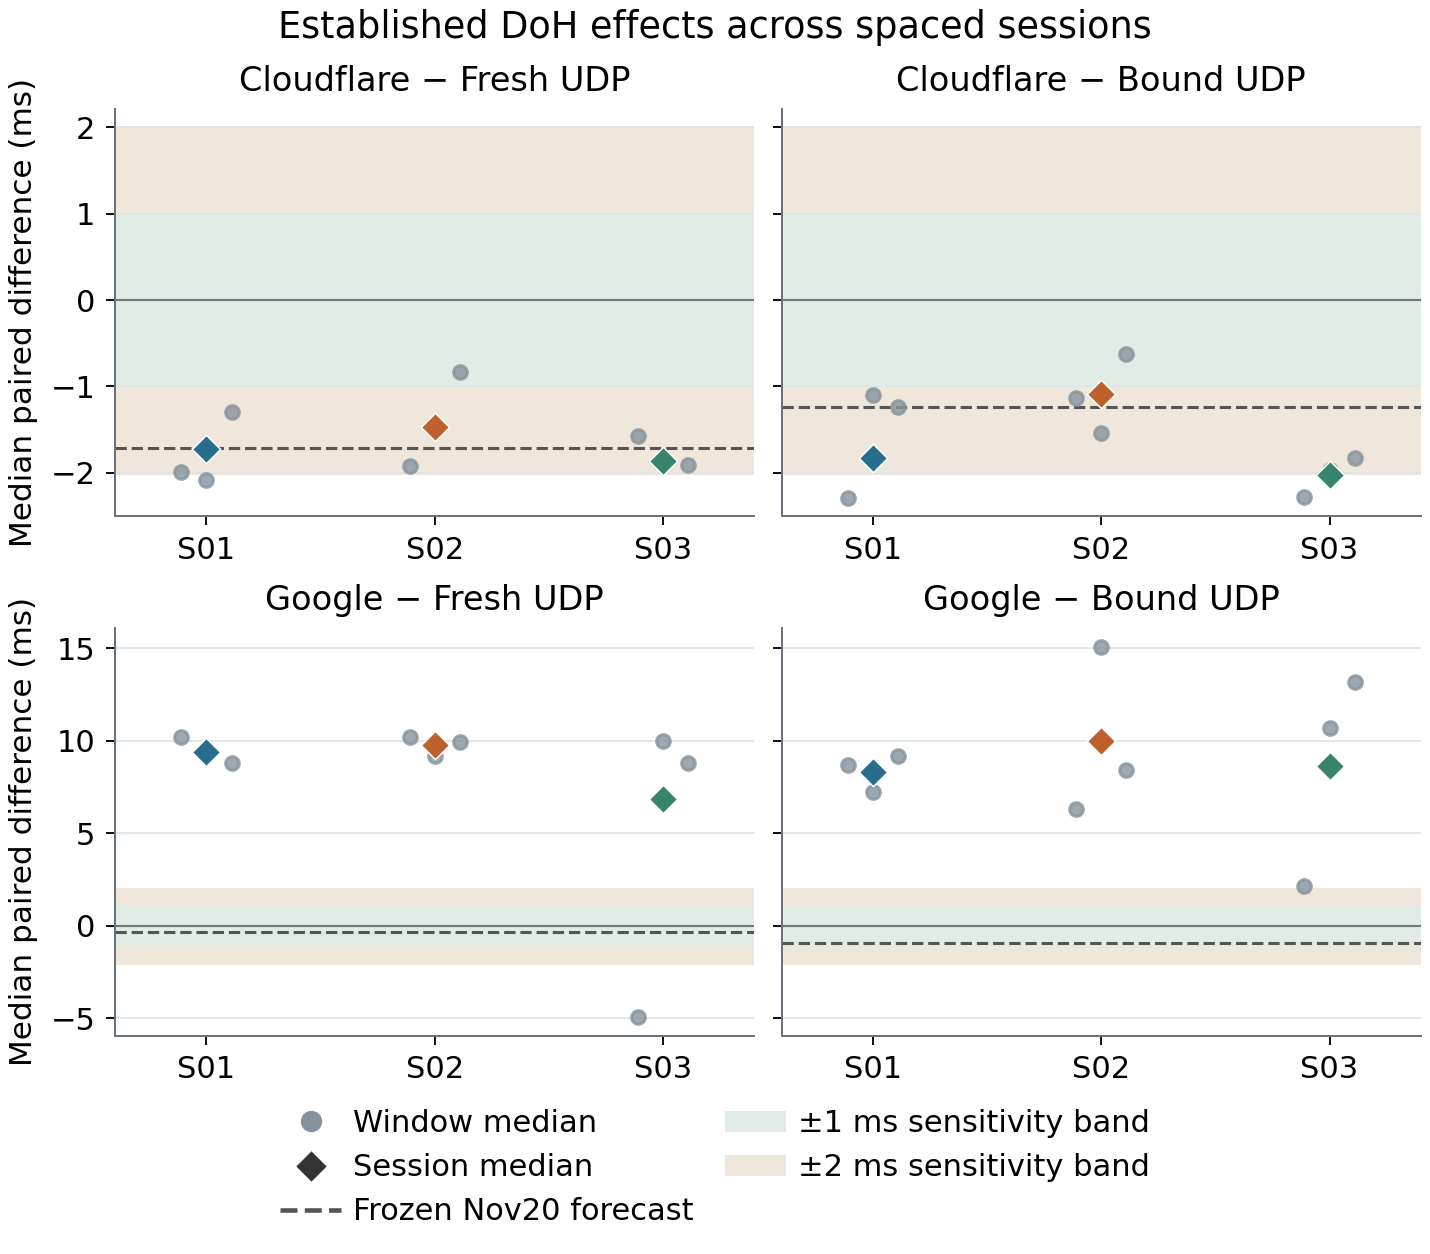 Established DoH effects across spaced sessions
Cloudflare − Fresh UDP
Cloudflare − Bound UDP
Median paired difference (ms)
2
1
0
−1
−2
S01
S02
S03
S01
S02
S03
Google − Fresh UDP
Google − Bound UDP
Median paired difference (ms)
15
10
5
0
−5
S01
S02
S03
S01
S02
S03
Window median
Session median
Frozen Nov20 forecast
±1 ms sensitivity band
±2 ms sensitivity band